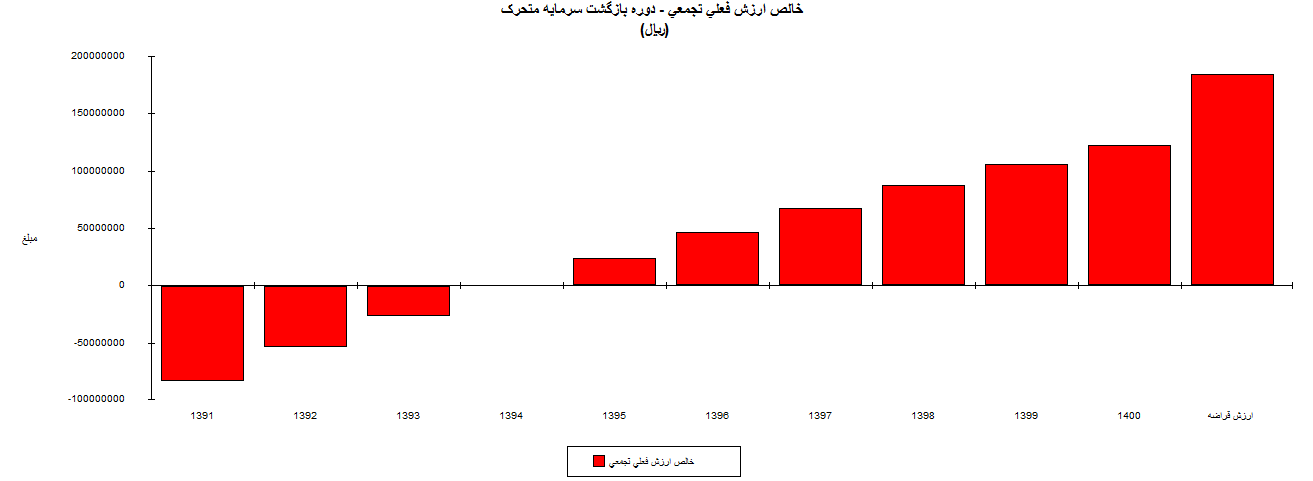 خالص ارزش فعلي تجمعي - دوره بازگشت سرمايه متحرک
(ريال)
200000000
150000000
100000000
50000000
مبلغ
0
-50000000
-100000000
1391 1392 1393 1394 1395 1396 1397 1398 1399 1400 ارزش قراضه
خالص ارزش فعلي تجمعي